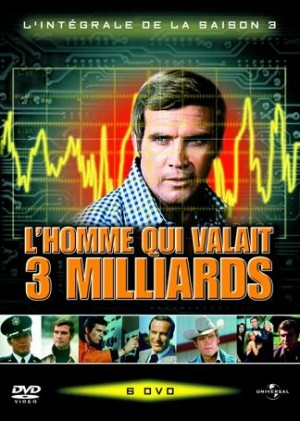 L'INTÉGRALE DE LA SAISON 3
L'HOMME QUI VALAIT
3 MILLIARDS
DVD
VIDEO
6 DVD
UNIVERSAL